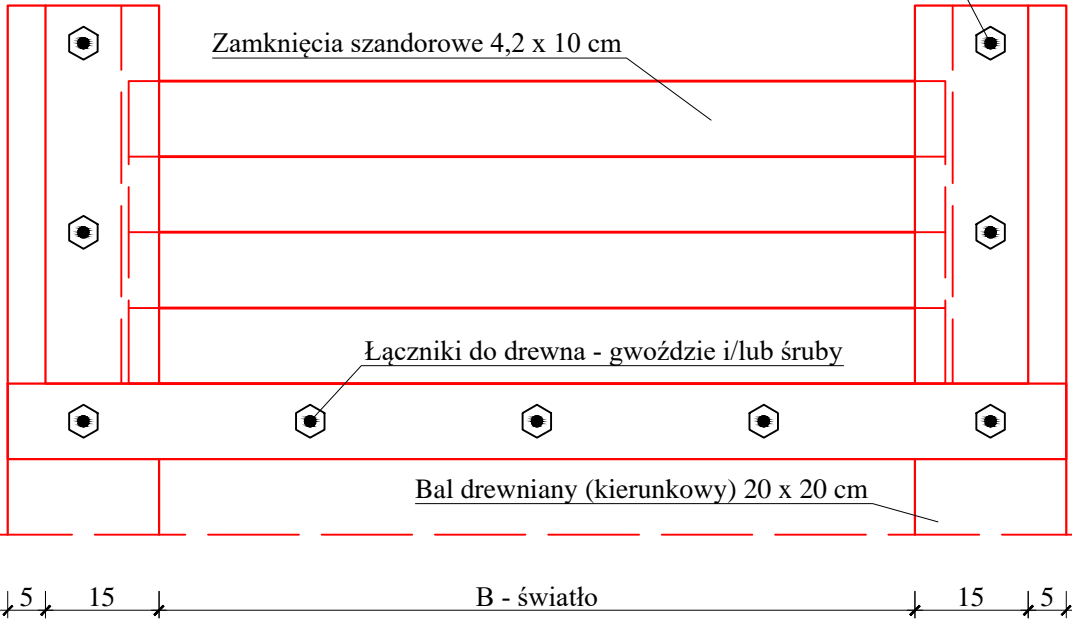 Zamknięcia szandorowe 4,2 x 10 cm
Łączniki do drewna - gwoździe i/lub śruby
Bal drewniany (kierunkowy) 20 x 20 cm
5 15 B - światło 15 5